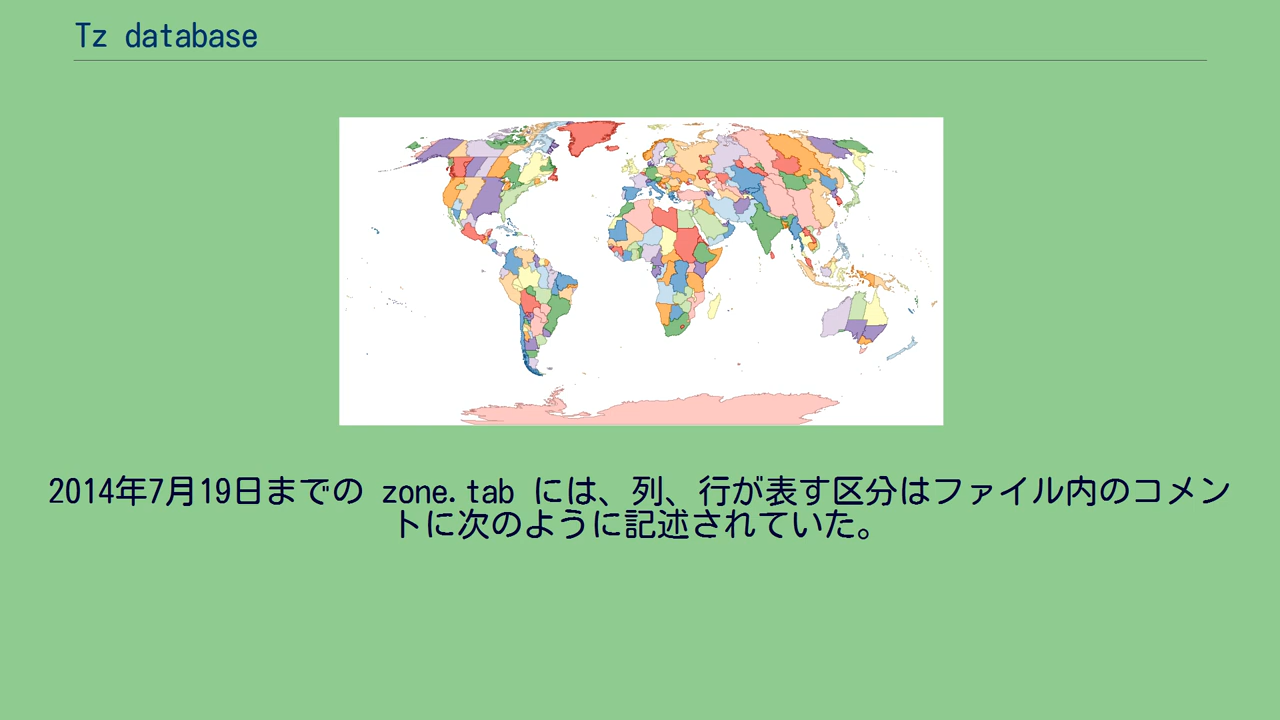 Tz database
2014年7月19日までの zone.tab には、列、行が表す区分はファイル内のコメン
トに次のように記述されていた。